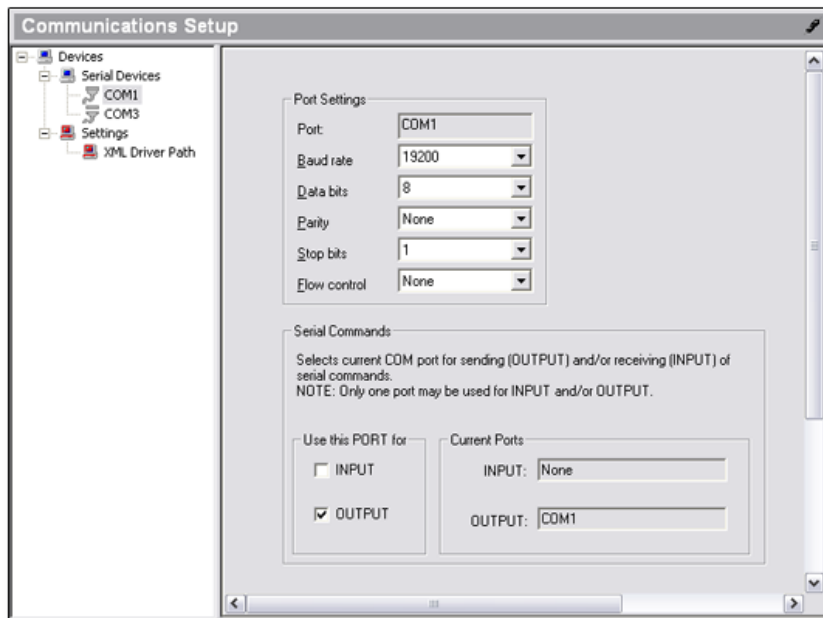 Communications Setup
Devices
Serial Devices
COM1
COM3
Settings
XML Driver Path
Port Settings
Port: COM1
Baud rate 19200
Data bits 8
Parity None
Stop bits 1
Flow control None
Serial Commands
Selects current COM port for sending (OUTPUT) and/or receiving (INPUT) of
serial commands.
NOTE: Only one port may be used for INPUT and/or OUTPUT.
Use this PORT for
INPUT
OUTPUT
Current Ports
INPUT: None
OUTPUT: COM1